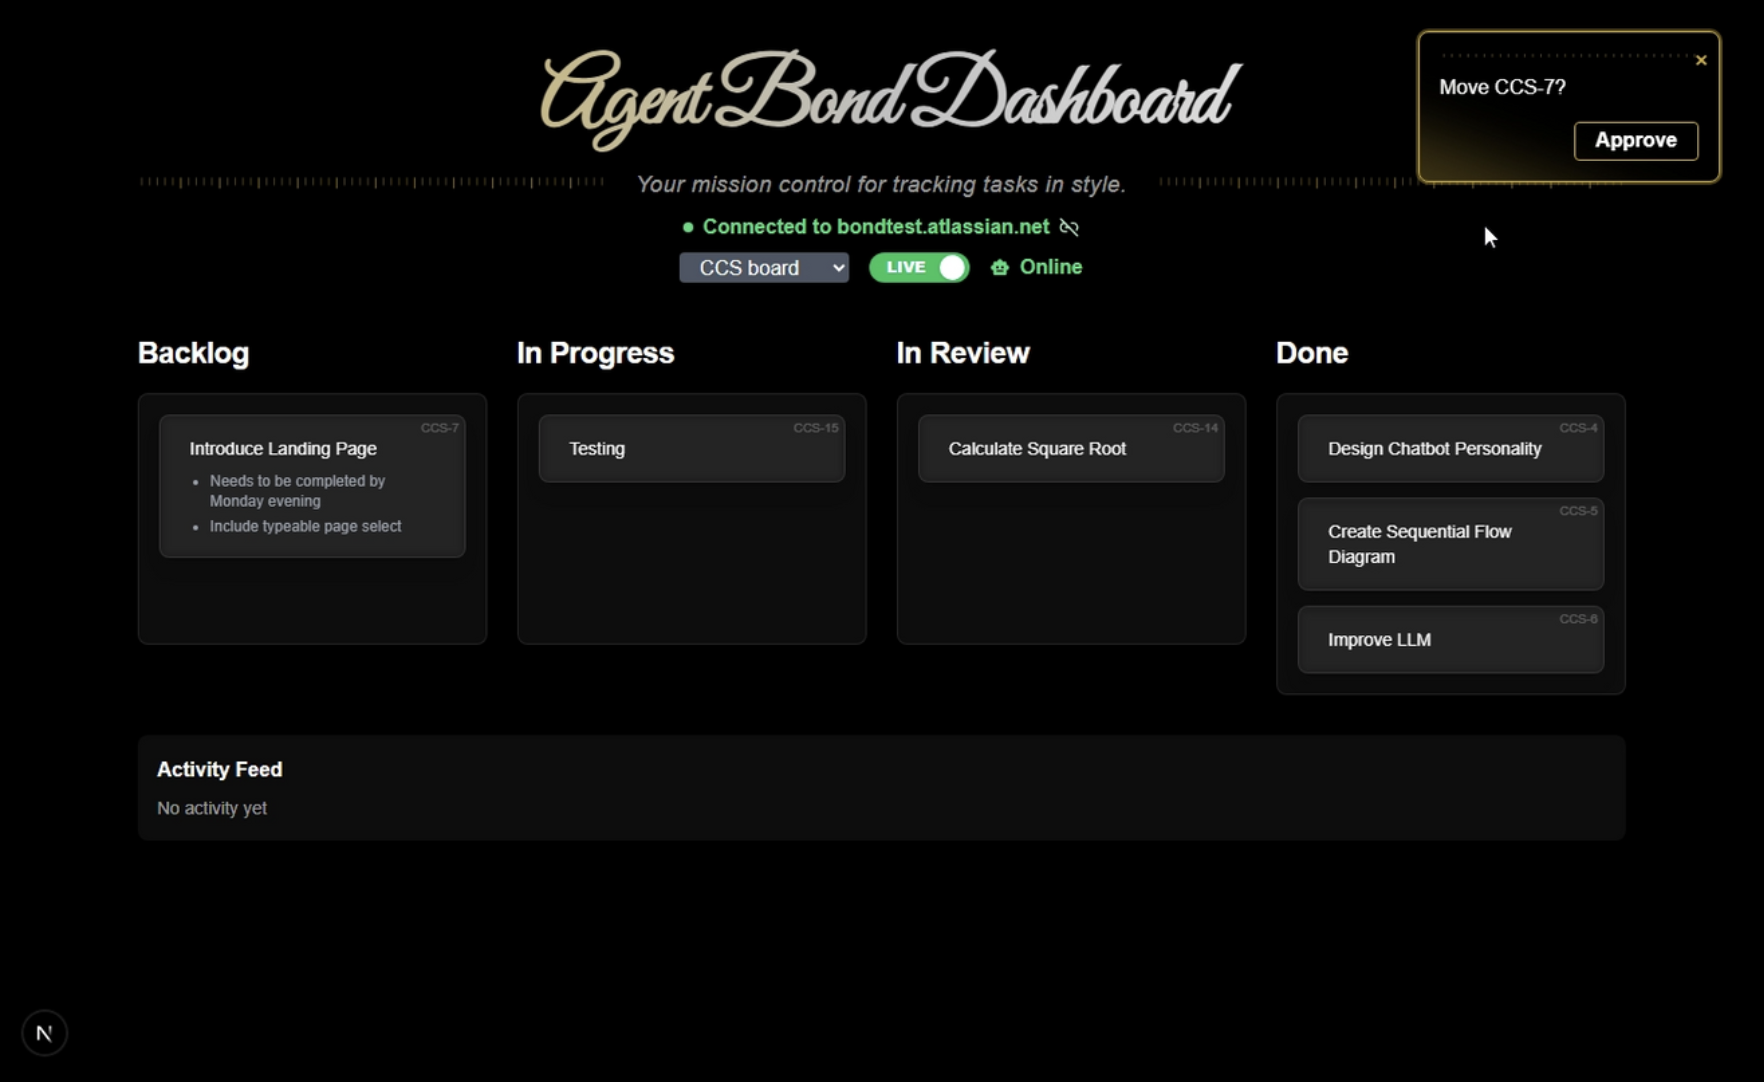 Agent Bond Dashboard
Move CCS-7?
Approve
Your mission control for tracking tasks in style.
Connected to bondtest.atlassian.net
CCS board
LIVE
Online
Backlog
CCS-7
Introduce Landing Page
Needs to be completed by
Monday evening
Include typeable page select
In Progress
CCS-15
Testing
In Review
CCS-14
Calculate Square Root
Done
CCS-4
Design Chatbot Personality
CCS-5
Create Sequential Flow
Diagram
CCS-6
Improve LLM
Activity Feed
No activity yet
N